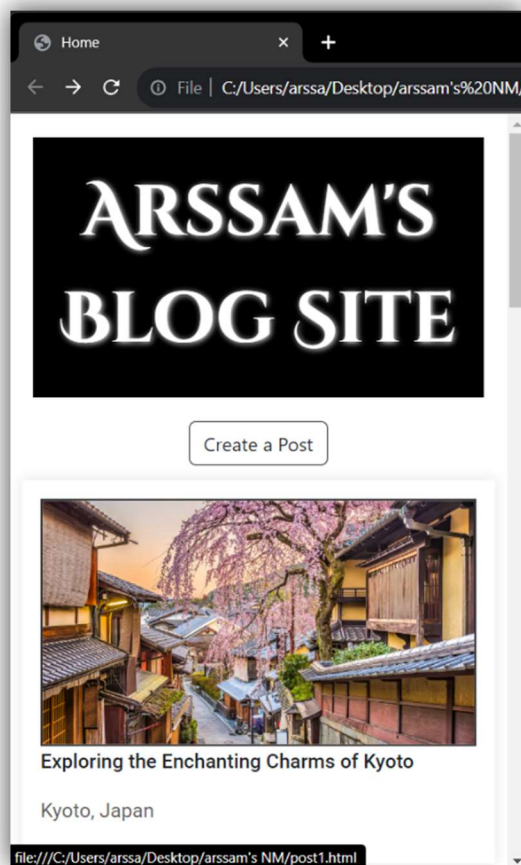 Home
File | C:/Users/arssa/Desktop/arssam's%20NM/
ARSSAM'S
BLOG SITE
Create a Post
Exploring the Enchanting Charms of Kyoto
Kyoto, Japan
file:///C:/Users/arssa/Desktop/arssam's NM/post1.html